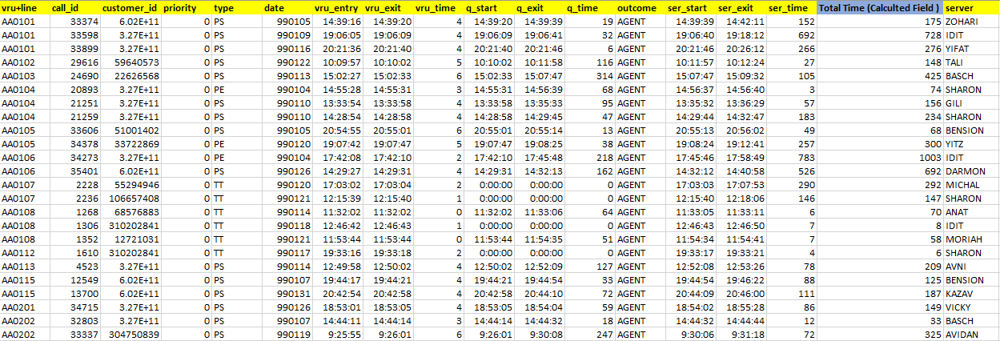 vru+line call_id customer_id priority type date vru_entry vru_exit vru_time q_start q_exit q_time outcome ser_start ser_exit ser_time Total Time (Calculted Field ) server
AA0101 33374 6.02E+11 0 PS 990105 14:39:16 14:39:20 4 14:39:20 14:39:39 19 AGENT 14:39:39 14:42:11 152 175 ZOHARI
AA0101 33598 3.27E+11 0 PS 990109 19:06:05 19:06:09 4 19:06:09 19:06:41 32 AGENT 19:06:40 19:18:12 692 728 IDIT
AA0101 33899 3.27E+11 0 PS 990116 20:21:36 20:21:40 4 20:21:40 20:21:46 6 AGENT 20:21:46 20:26:12 266 276 YIFAT
AA0102 29616 59640573 0 PS 990122 10:09:57 10:10:02 5 10:10:02 10:11:58 116 AGENT 10:11:57 10:12:24 27 148 TALI
AA0103 24690 22626568 0 PS 990113 15:02:27 15:02:33 6 15:02:33 15:07:47 314 AGENT 15:07:47 15:09:32 105 425 BASCH
AA0104 20893 3.27E+11 0 PE 990104 14:55:28 14:55:31 3 14:55:31 14:56:39 68 AGENT 14:56:37 14:56:40 3 74 SHARON
AA0104 21251 3.27E+11 0 PS 990110 13:33:54 13:33:58 4 13:33:58 13:35:33 95 AGENT 13:35:32 13:36:29 57 156 GILI
AA0104 21259 3.27E+11 0 PS 990110 14:28:54 14:28:58 4 14:28:58 14:29:45 47 AGENT 14:29:44 14:32:47 183 234 SHARON
AA0105 33606 51001402 0 PS 990105 20:54:55 20:55:01 6 20:55:01 20:55:14 13 AGENT 20:55:13 20:56:02 49 68 BENSION
AA0105 34378 33722869 0 PE 990120 19:07:42 19:07:47 5 19:07:47 19:08:25 38 AGENT 19:08:24 19:12:41 257 300 YITZ
AA0106 34273 3.27E+11 0 PE 990104 17:42:08 17:42:10 2 17:42:10 17:45:48 218 AGENT 17:45:46 17:58:49 783 1003 IDIT
AA0106 35401 6.02E+11 0 PS 990126 14:29:27 14:29:31 4 14:29:31 14:32:13 162 AGENT 14:32:12 14:40:58 526 692 DARMON
AA0107 2228 55294946 0 TT 990120 17:03:02 17:03:04 2 0:00:00 0:00:00 0 AGENT 17:03:03 17:07:53 290 292 MICHAL
AA0107 2236 106657408 0 TT 990121 12:15:39 12:15:40 1 0:00:00 0:00:00 0 AGENT 12:15:40 12:18:06 146 147 SHARON
AA0108 1268 68576883 0 TT 990114 11:32:02 11:32:02 0 11:32:02 11:33:06 64 AGENT 11:33:05 11:33:11 6 70 ANAT
AA0108 1306 310202841 0 TT 990118 12:46:42 12:46:43 1 0:00:00 0:00:00 0 AGENT 12:46:43 12:46:50 7 8 IDIT
AA0108 1352 12721031 0 TT 990121 11:53:44 11:53:44 0 11:53:44 11:54:35 51 AGENT 11:54:34 11:54:41 7 58 MORIAH
AA0112 1610 310202841 0 TT 990117 19:33:16 19:33:18 2 0:00:00 0:00:00 0 AGENT 19:33:17 19:33:21 4 6 SHARON
AA0113 4523 3.27E+11 0 PS 990114 12:49:58 12:50:02 4 12:50:02 12:52:09 127 AGENT 12:52:08 12:53:26 78 209 AVNI
AA0115 12549 6.02E+11 0 PS 990107 19:44:17 19:44:21 4 19:44:21 19:44:54 33 AGENT 19:44:54 19:46:22 88 125 BENSION
AA0115 13700 6.02E+11 0 PS 990131 20:42:54 20:42:58 4 20:42:58 20:44:10 72 AGENT 20:44:09 20:46:00 111 187 KAZAV
AA0201 34715 3.27E+11 0 PS 990126 18:53:01 18:53:05 4 18:53:05 18:54:04 59 AGENT 18:54:02 18:55:28 86 149 VICKY
AA0202 32803 3.27E+11 0 PS 990107 14:44:11 14:44:14 3 14:44:14 14:44:32 18 AGENT 14:44:32 14:44:44 12 33 BASCH
AA0202 33337 304750839 0 PS 990119 9:25:55 9:26:01 6 9:26:01 9:30:08 247 AGENT 9:30:06 9:31:18 72 325 AVIDAN